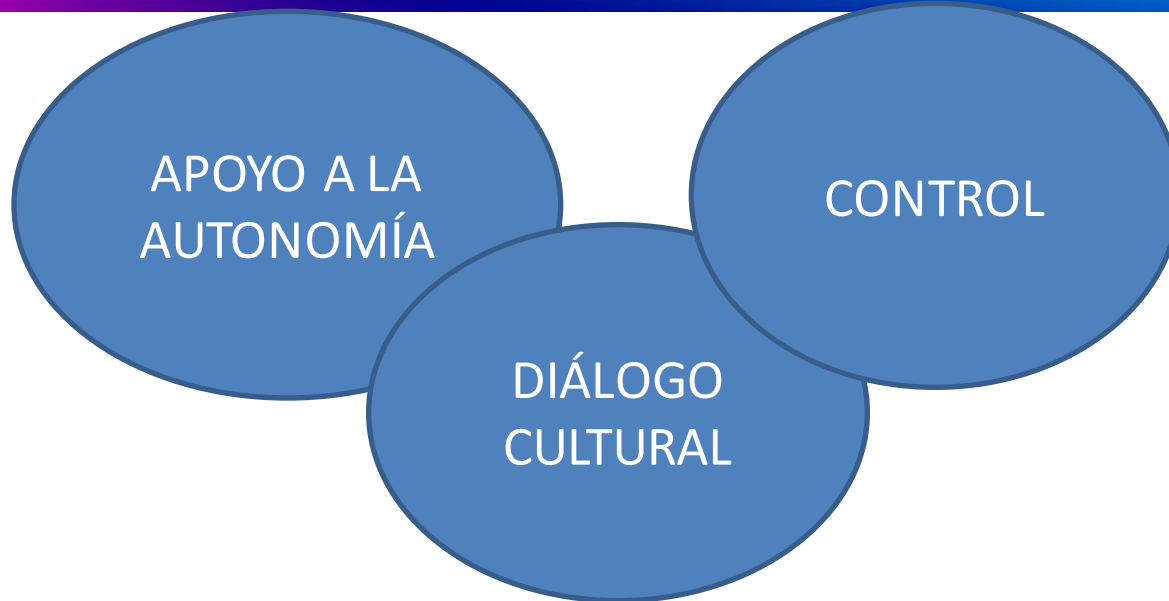 APOYO A LA
AUTONOMÍA
CONTROL
DIÁLOGO
CULTURAL